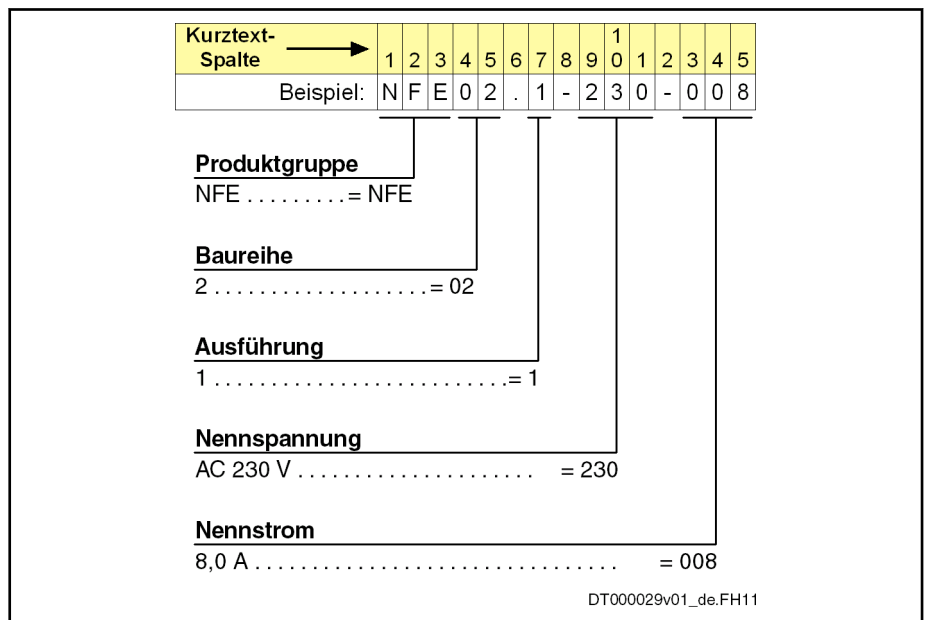 Kurztext-
Spalte 1 2 3 4 5 6 7 8 9 10 1 2 3 4 5
Beispiel: N F E 0 2 . 1 - 2 3 0 - 0 0 8
Produktgruppe
NFE . . . . . . . . . = NFE
Baureihe
2 . . . . . . . . . . . . . . . . . . . = 02
Ausführung
1 . . . . . . . . . . . . . . . . . . . . . . . . . . = 1
Nennspannung
AC 230 V . . . . . . . . . . . . . . . . . . . . . = 230
Nennstrom
8,0 A . . . . . . . . . . . . . . . . . . . . . . . . . . . . . . . . = 008
DT000029v01_de.FH11